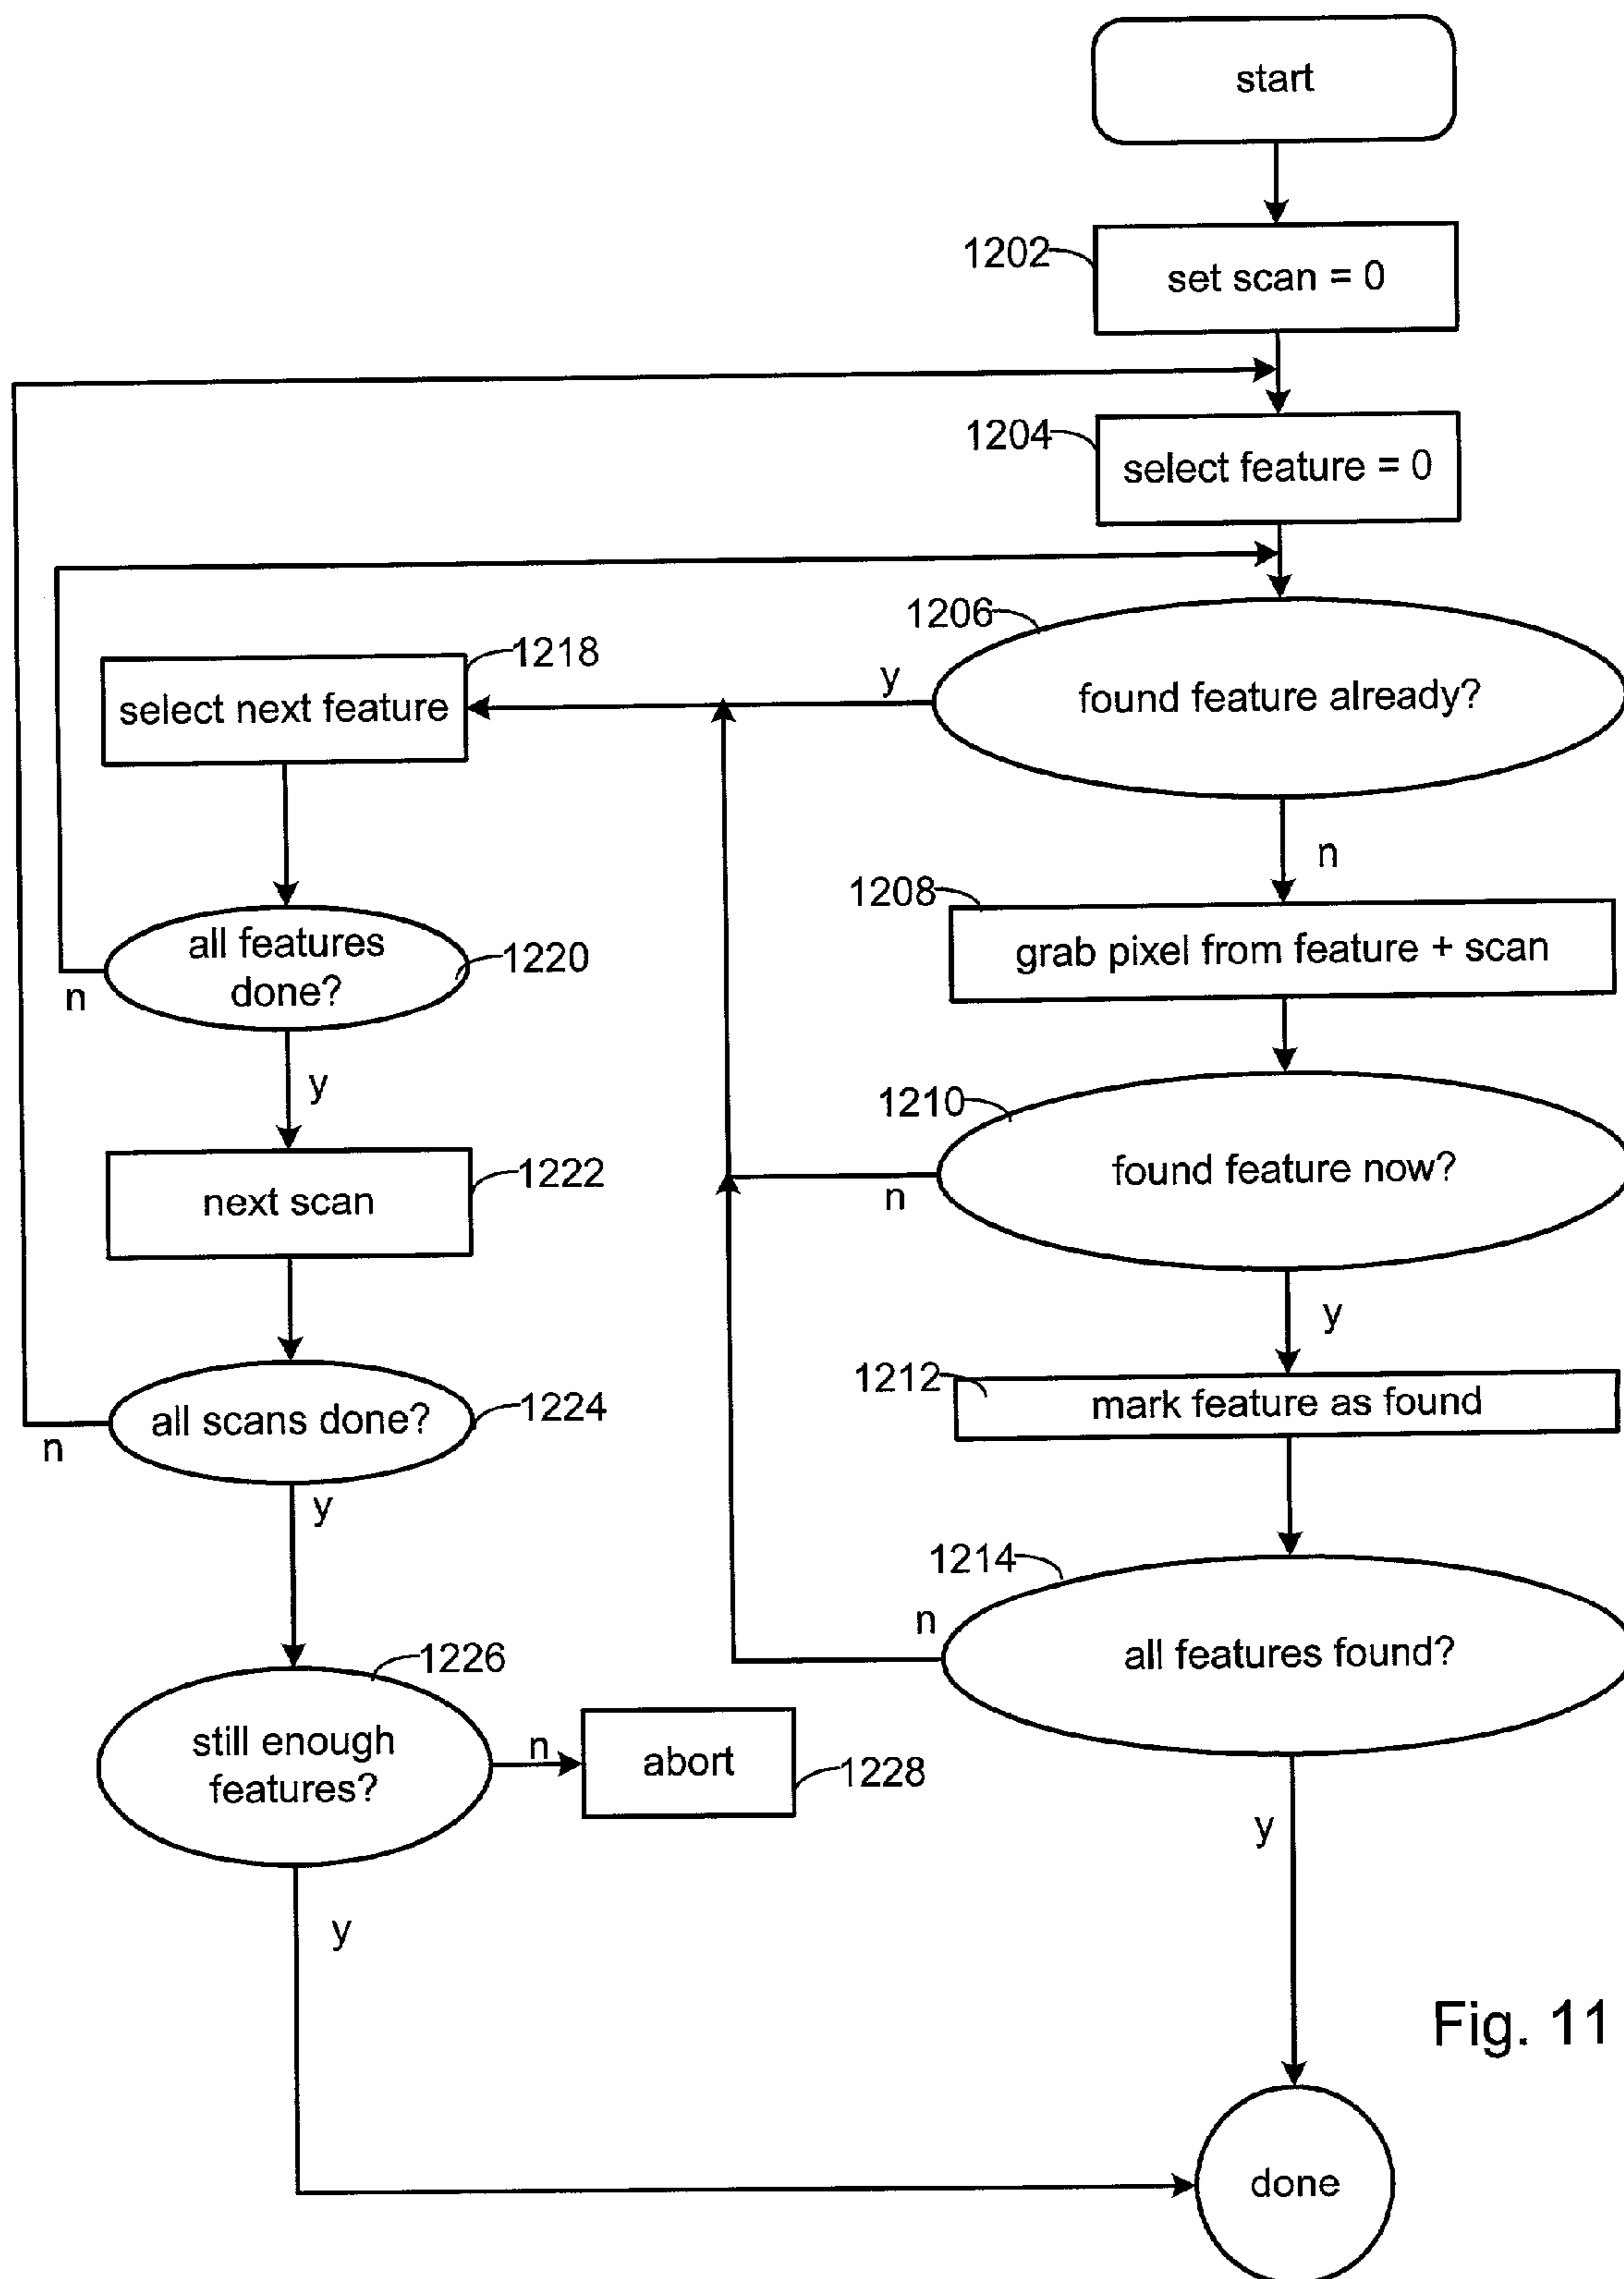 start
1202
set scan = 0
1204
select feature = 0
1206
found feature already?
y
n
1218
select next feature
1208
grab pixel from feature + scan
all features
done?
1220
n
y
1210
found feature now?
n
y
1222
next scan
1212
mark feature as found
all scans done?
1224
n
y
1214
all features found?
n
y
1226
still enough
features?
n
abort
1228
y
Fig. 11
done